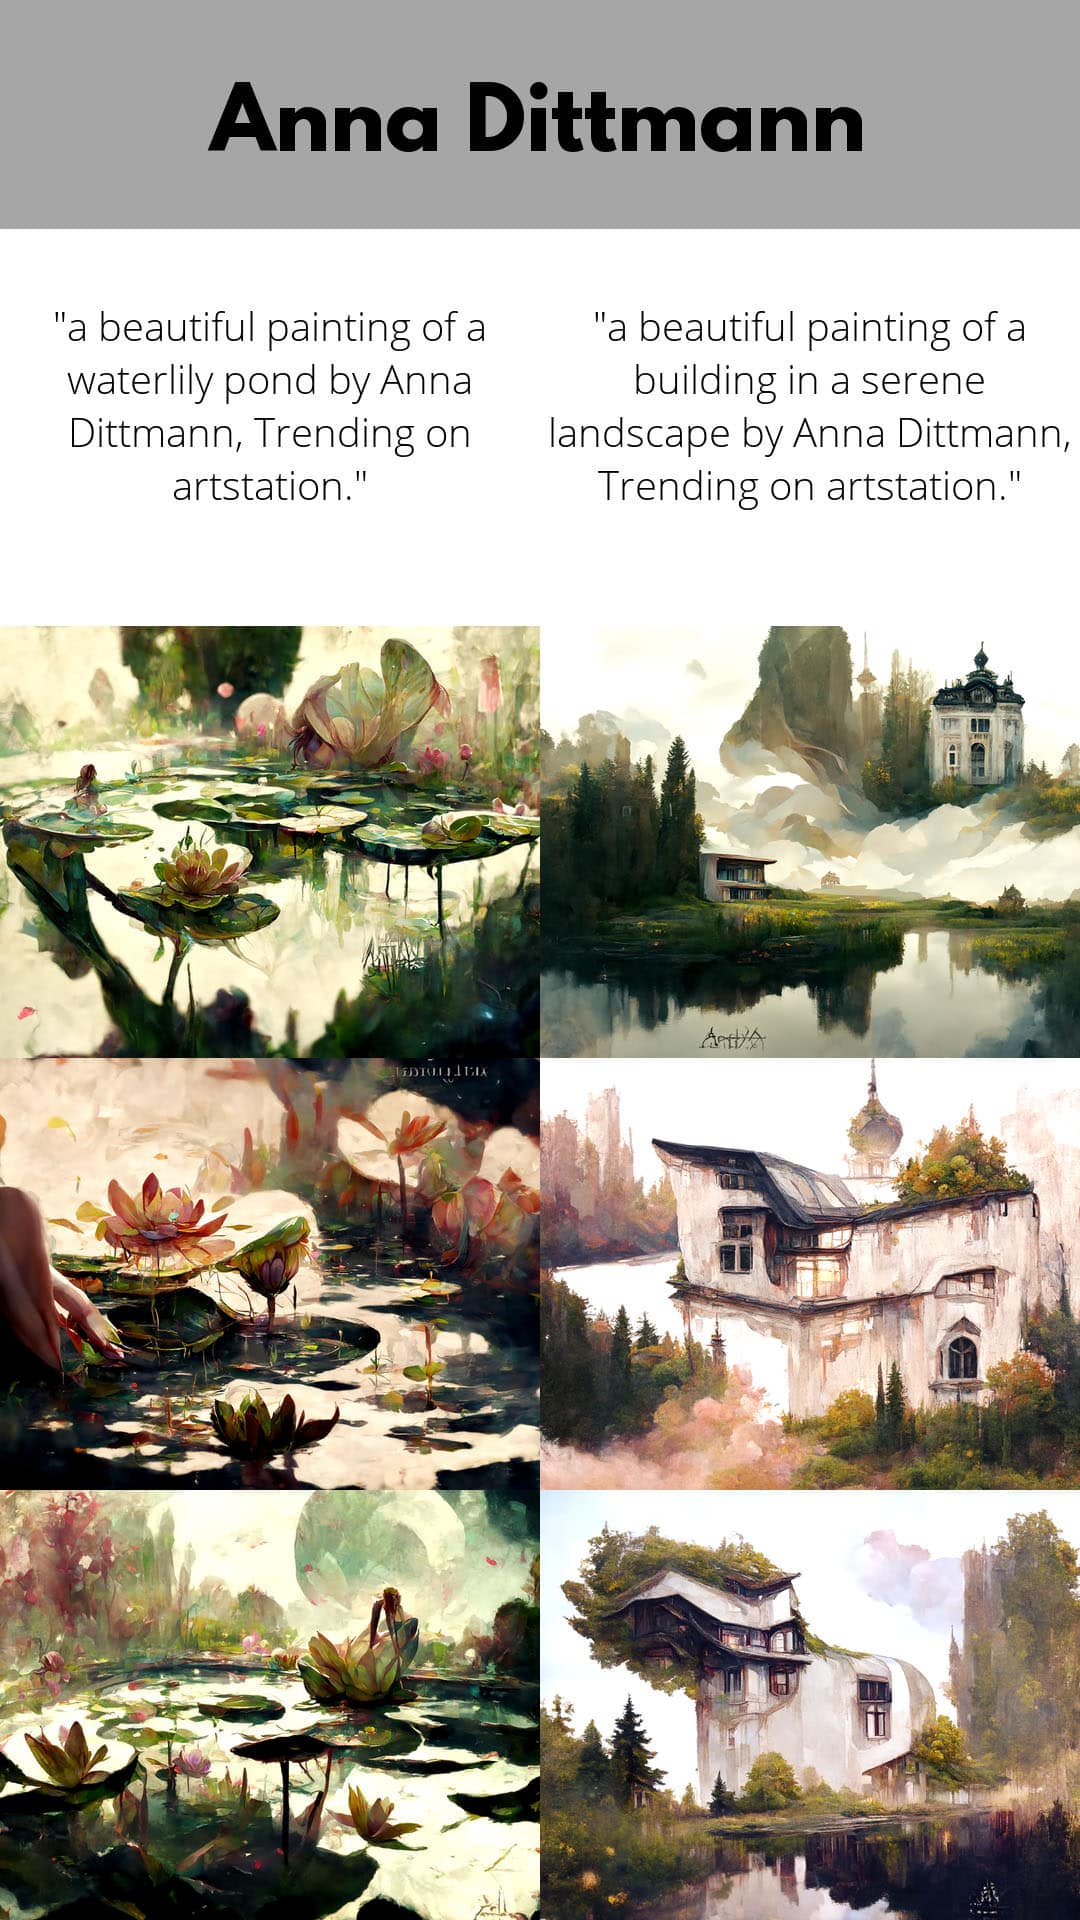 Anna Dittmann
"a beautiful painting of a
waterlily pond by Anna
Dittmann, Trending on
artstation."
"a beautiful painting of a
building in a serene
landscape by Anna Dittmann,
Trending on artstation."